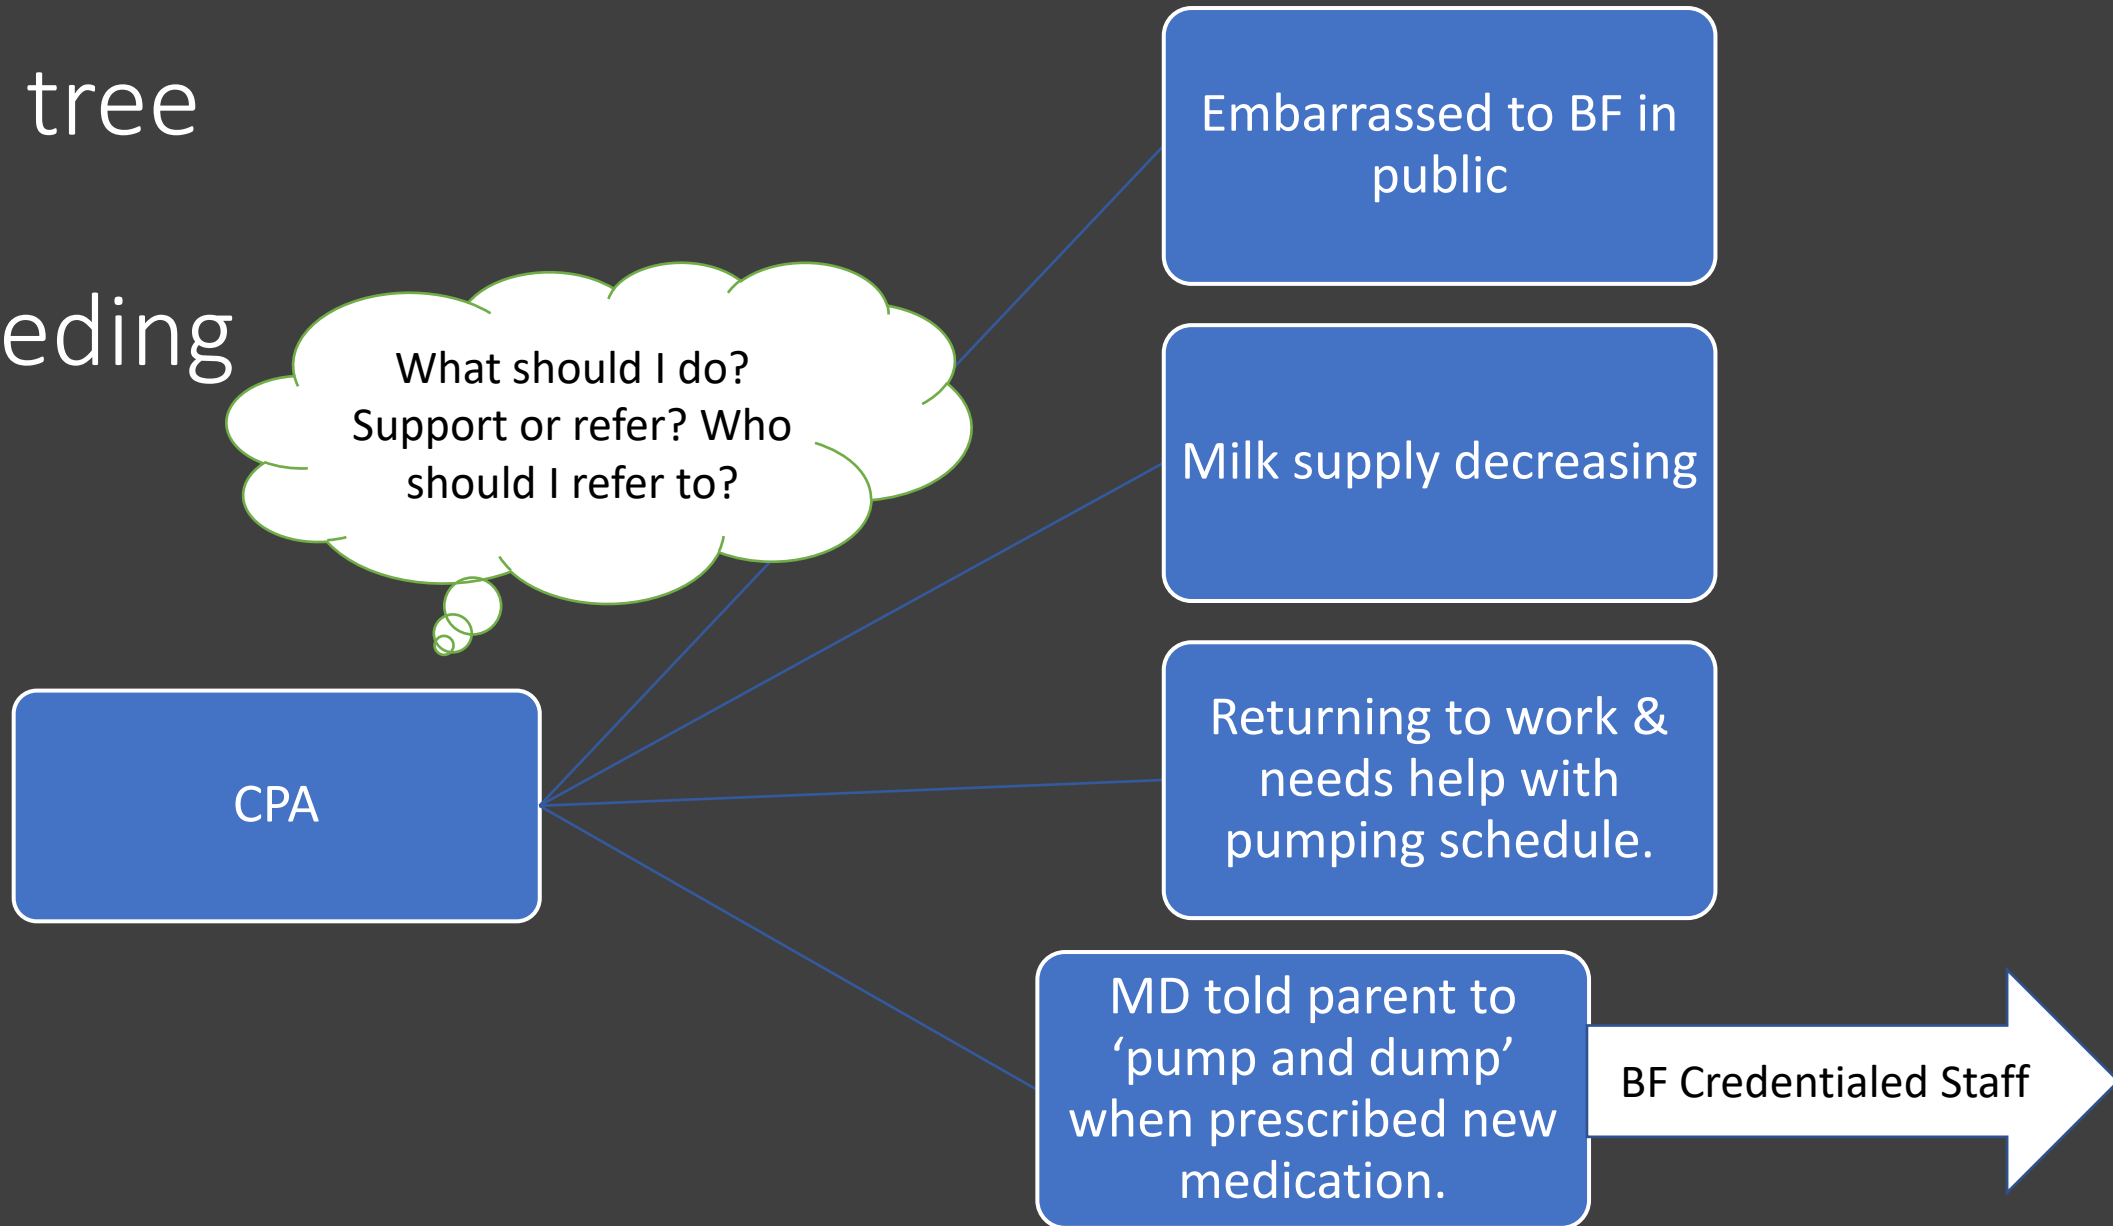 tree
eding
What should I do?
Support or refer? Who
should I refer to?
CPA
Embarrassed to BF in
public
Milk supply decreasing
Returning to work &
needs help with
pumping schedule.
MD told parent to
‘pump and dump’
when prescribed new
medication.
BF Credentialed Staff